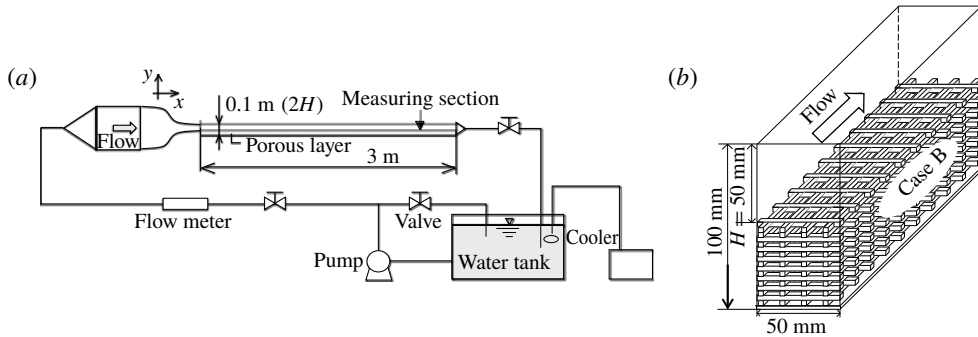 (a)
y
x
0.1 m (2H)
Measuring section
Flow
Porous layer
3 m
Flow meter
Valve
Pump
Water tank
Cooler
(b)
Flow
Case B
100 mm
H = 50 mm
50 mm